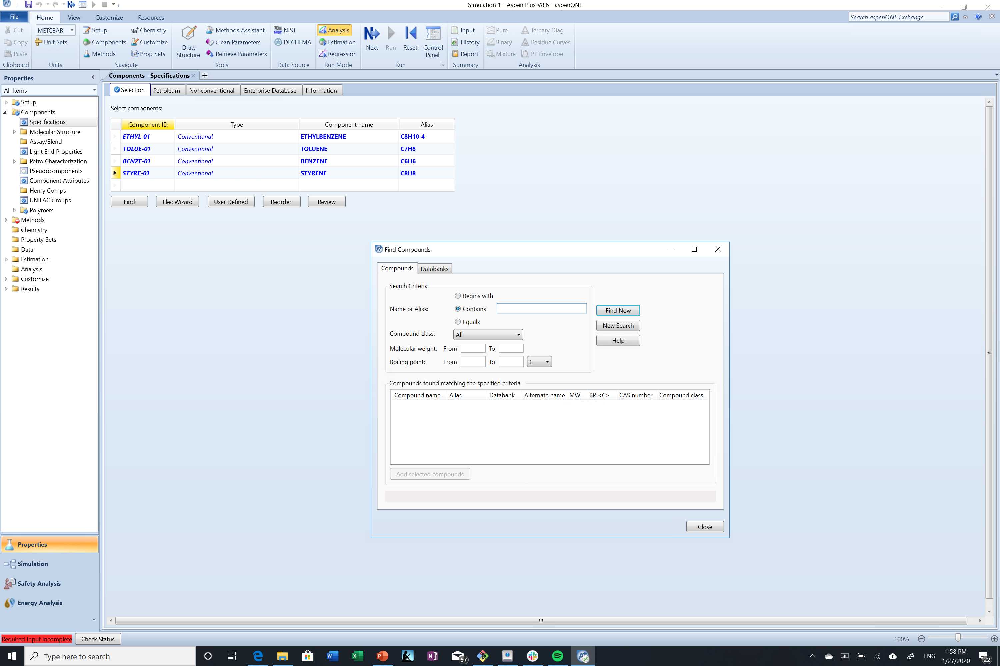 Simulation 1 - Aspen Plus V8.6 - aspenONE
File Home View Customize Resources Search aspenONE Exchange
Cut METCBAR Setup Na+ Chemistry Methods Assistant TDE NIST NIST Analysis Input Pure Ternary Diag
Copy Unit Sets Components Customize Clean Parameters DECHEMA Estimation History Binary Residue Curves
Paste Methods Prop Sets Draw Structure Retrieve Parameters Regression Next Run Reset Control Panel Report Mixture PT Envelope
Clipboard Units Navigate Tools Data Source Run Mode Run Summary Analysis
Properties
All Items
Setup
Components
Specifications
Molecular Structure
Assay/Blend
Light End Properties
Petro Characterization
Pseudocomponents
Component Attributes
Henry Comps
UNIFAC Groups
Polymers
Methods
Chemistry
Property Sets
Data
Estimation
Analysis
Customize
Results
Properties
Simulation
Safety Analysis
Energy Analysis
Components - Specifications
Selection Petroleum Nonconventional Enterprise Database Information
Select components:
Component ID Type Component name Alias
ETHYL-01 Conventional ETHYLBENZENE C8H10-4
TOLUE-01 Conventional TOLUENE C7H8
BENZE-01 Conventional BENZENE C6H6
STYRE-01 Conventional STYRENE C8H8
Find Elec Wizard User Defined Reorder Review
Find Compounds
Compounds Databanks
Search Criteria
Begins with
Name or Alias: Contains Find Now
Equals New Search
Compound class: All Help
Molecular weight: From To
Boiling point: From To C
Compounds found matching the specified criteria
Compound name Alias Databank Alternate name MW BP <C> CAS number Compound class
Add selected compounds
Close
Required Input Incomplete Check Status 100%
Type here to search 57 ENG 1:58 PM
1/27/2020 22